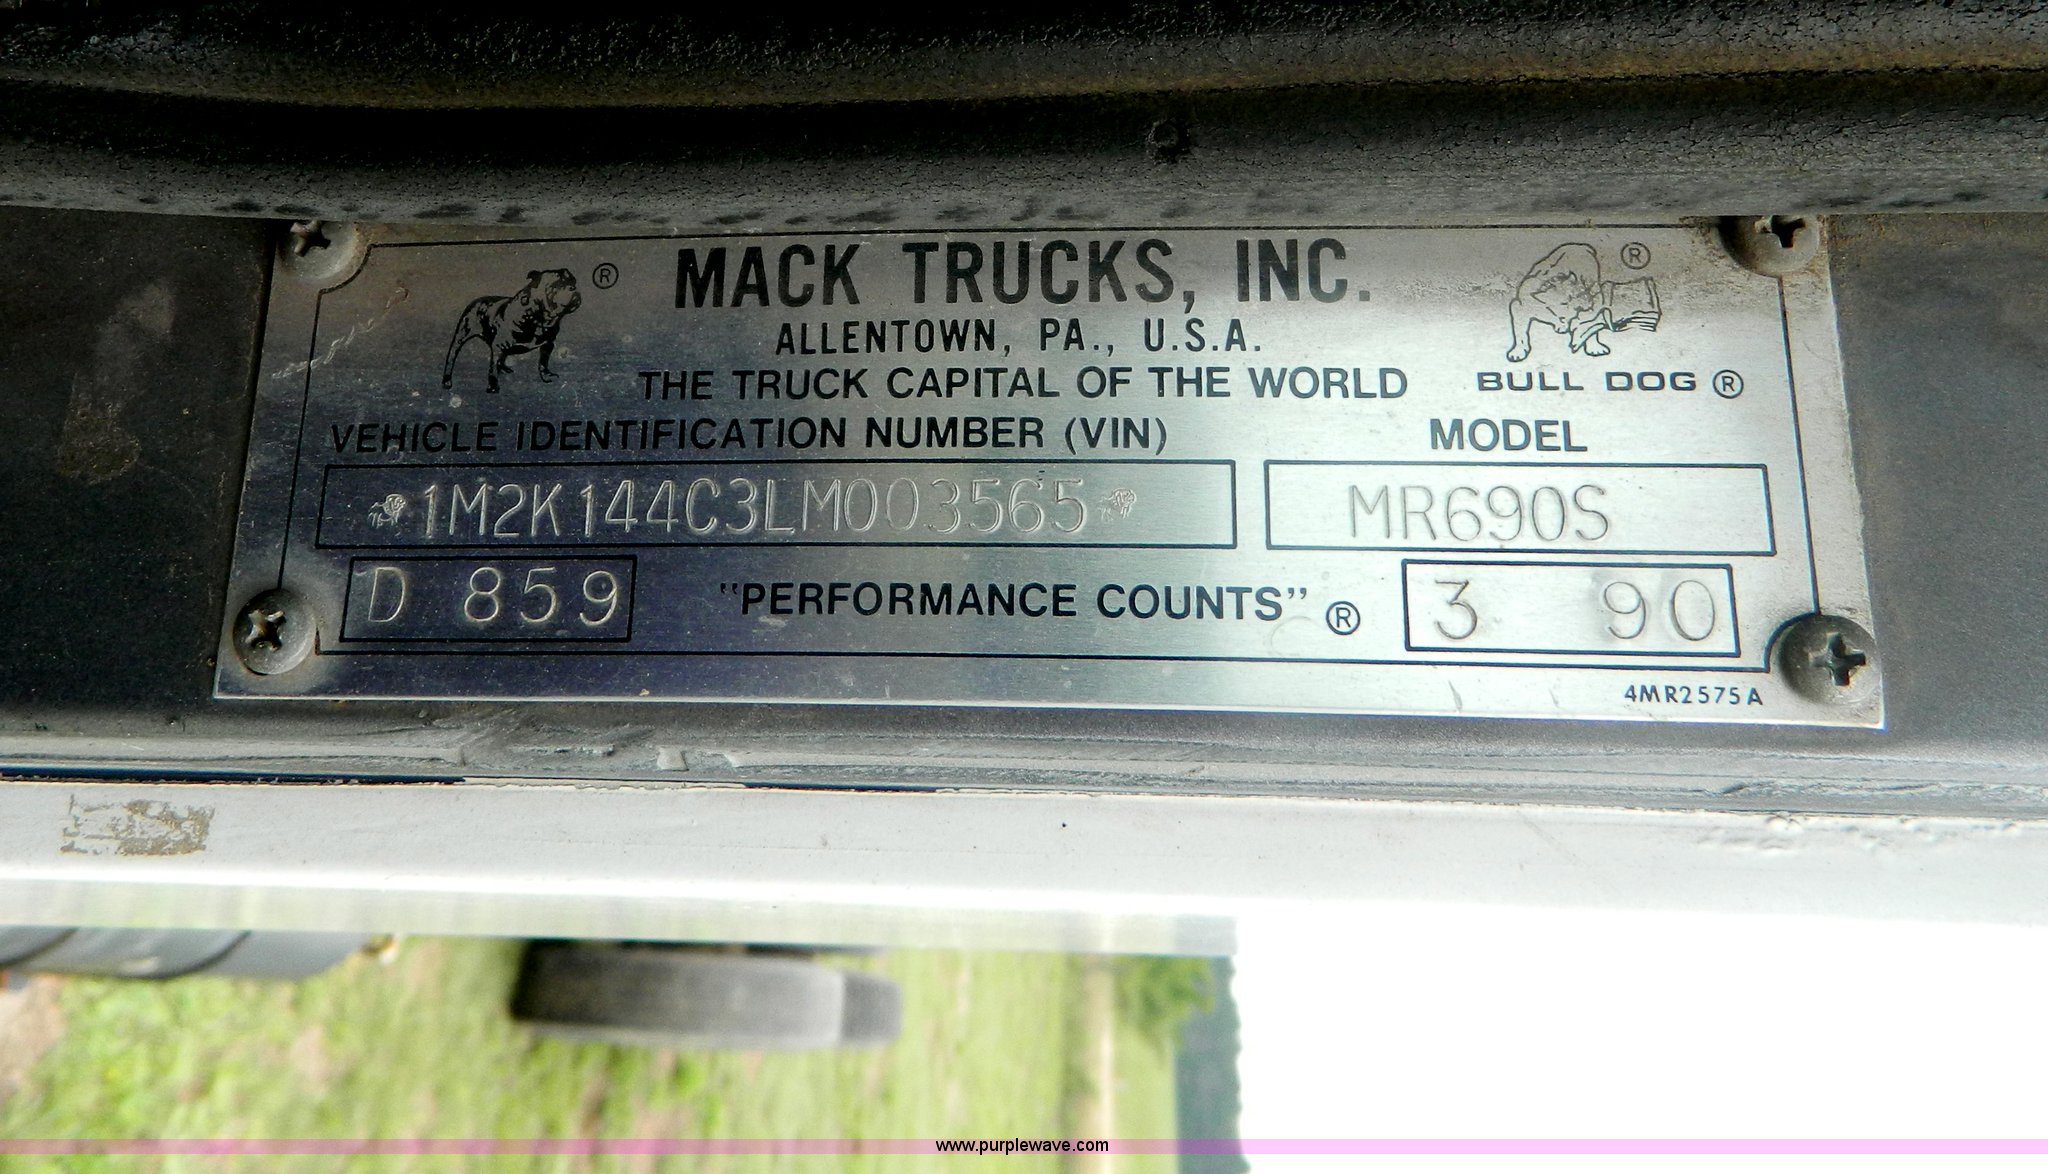 ® MACK TRUCKS, INC. ®
ALLENTOWN, PA., U.S.A.
THE TRUCK CAPITAL OF THE WORLD BULL DOG ®
VEHICLE IDENTIFICATION NUMBER (VIN) MODEL
1M2K144C3LM003565 MR690S
D 859 "PERFORMANCE COUNTS" ® 3 90
4MR2575A
www.purplewave.com